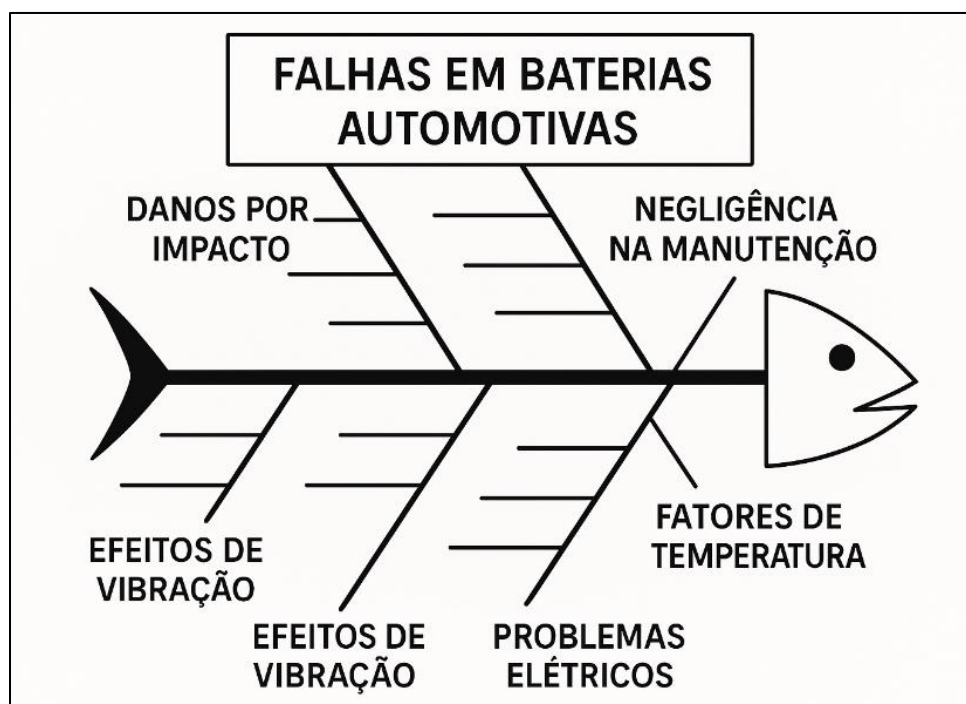 FALHAS EM BATERIAS
AUTOMOTIVAS
DANOS POR
IMPACTO
NEGLIGÊNCIA
NA MANUTENÇÃO
EFEITOS DE
VIBRAÇÃO
FATORES DE
TEMPERATURA
EFEITOS DE
VIBRAÇÃO
PROBLEMAS
ELÉTRICOS